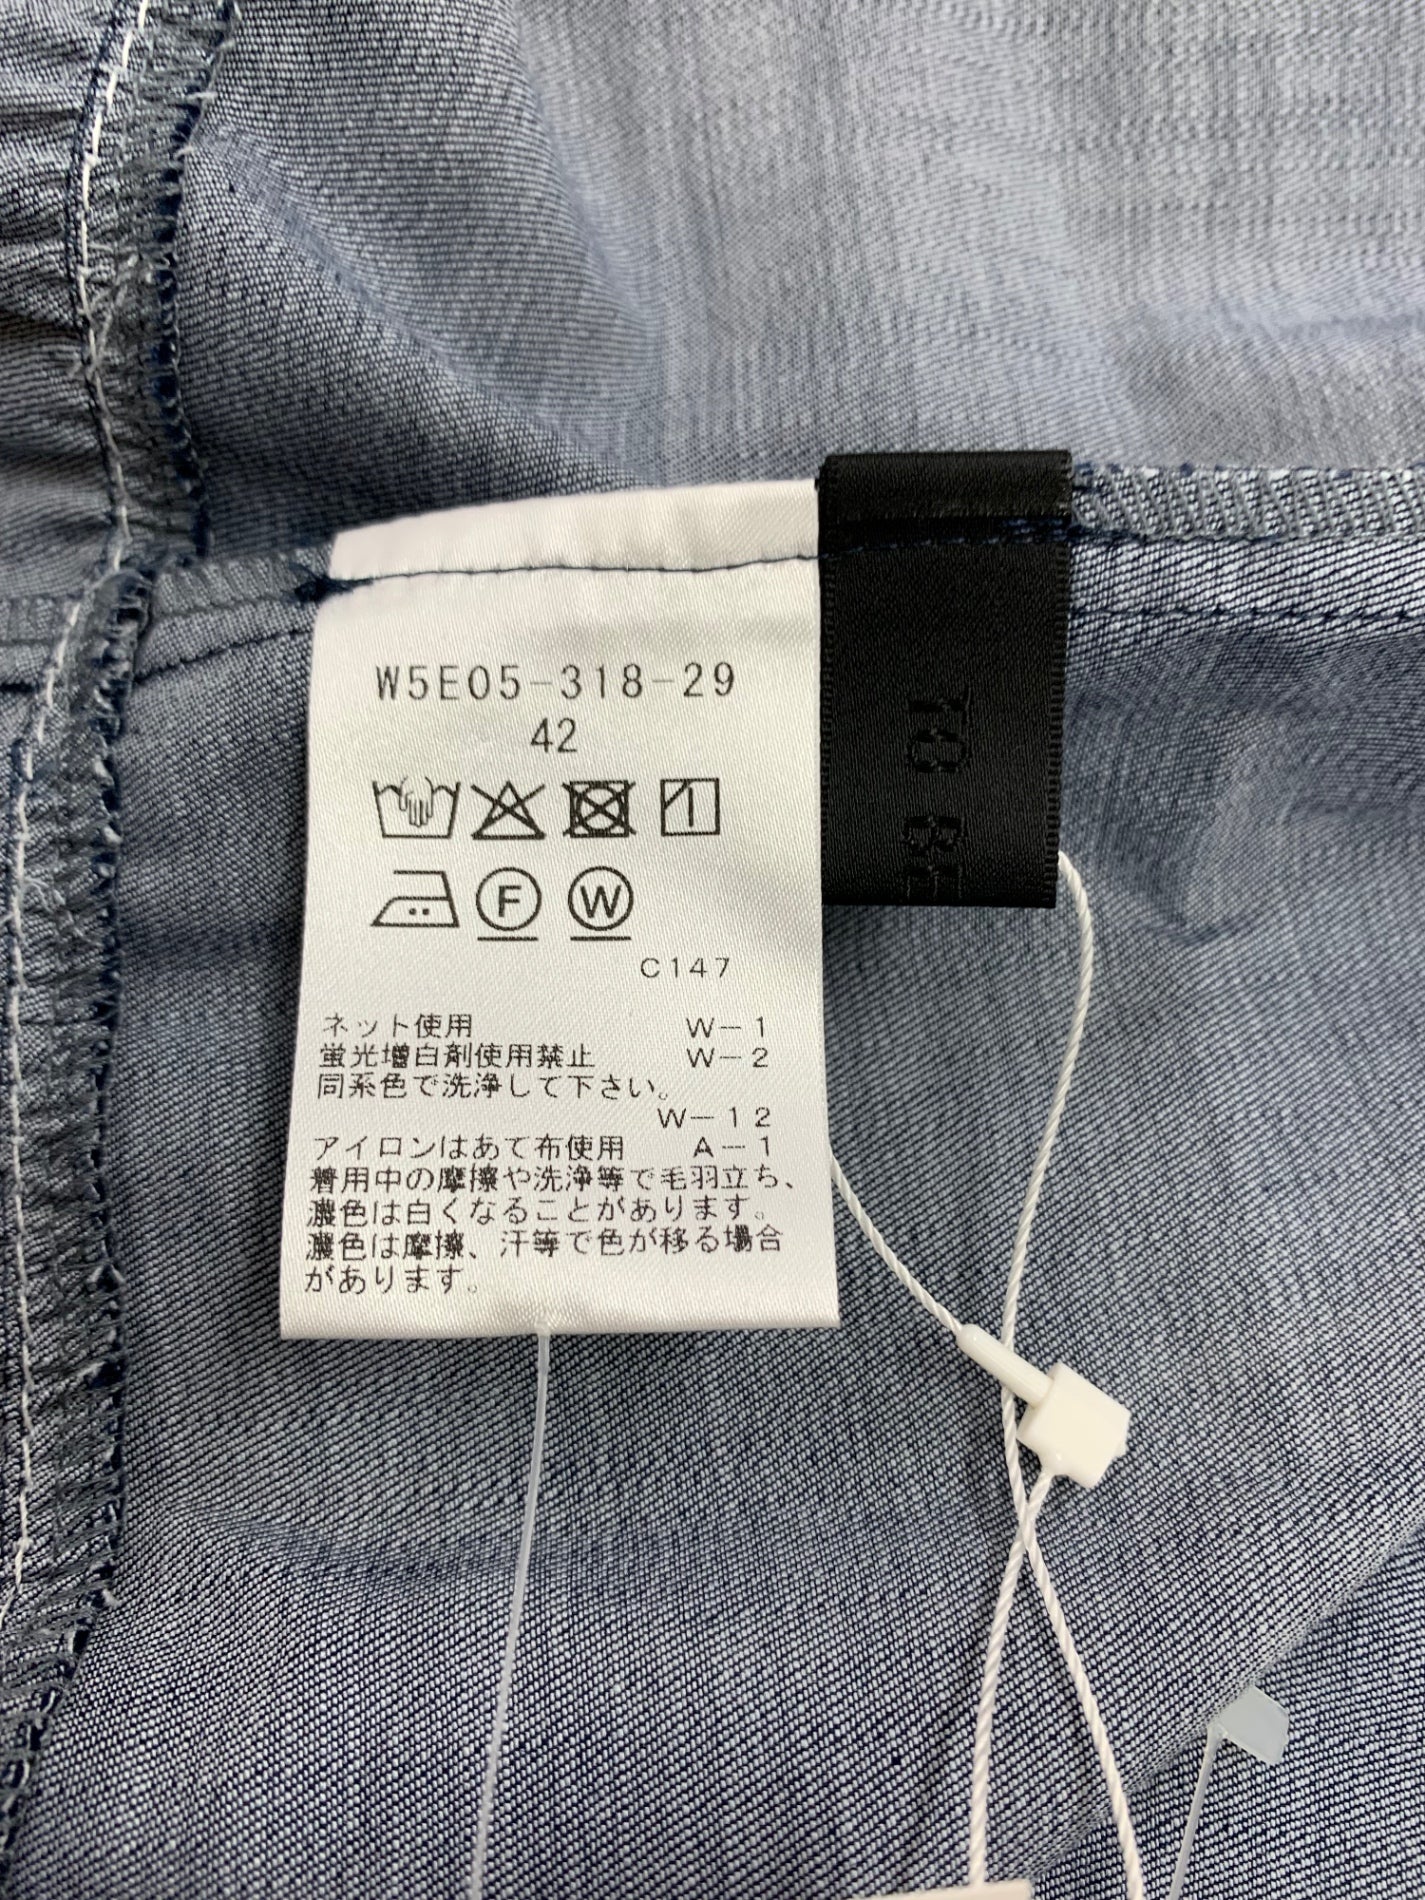 W5E05-318-29
42
F W
C147
ネット使用 W-1
蛍光増白剤使用禁止 W-2
同系色で洗浄して下さい。
W-12
アイロンはあて布使用 A-1
着用中の摩擦や洗浄等で毛羽立ち、
濃色は白くなることがあります。
濃色は摩擦、汗等で色が移る場合
があります。
TO B